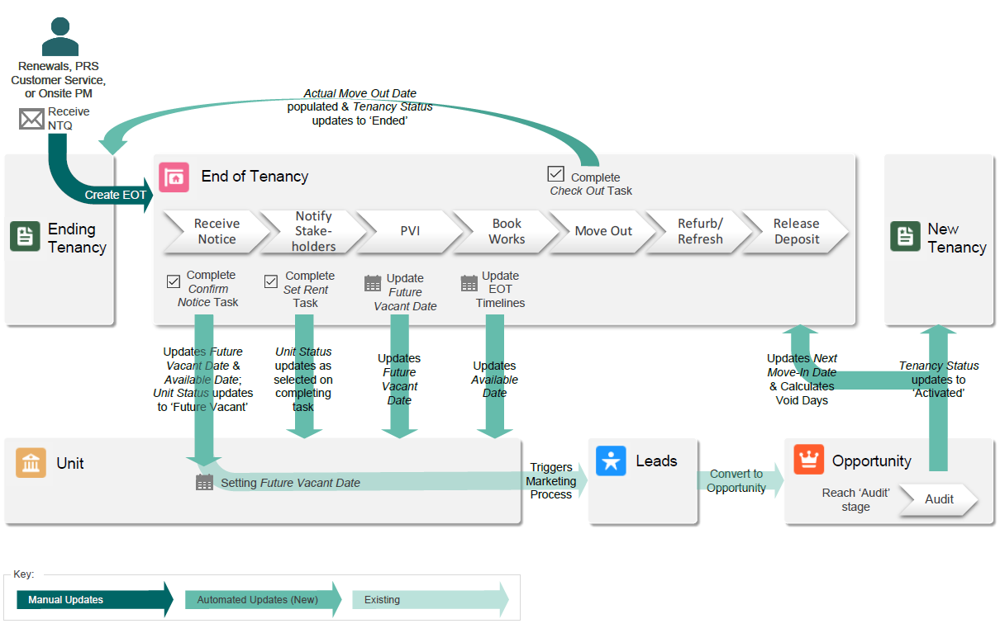 Renewals, PRS
Customer Service,
or Onsite PM
Receive
NTQ
Actual Move Out Date
populated & Tenancy Status
updates to ‘Ended’
Create EOT
Ending
Tenancy
End of Tenancy
Complete
Check Out Task
Receive
Notice
Notify
Stake-
holders
PVI
Book
Works
Move Out
Refurb/
Refresh
Release
Deposit
Complete
Confirm
Notice Task
Complete
Set Rent
Task
Update
Future
Vacant Date
Update
EOT
Timelines
New
Tenancy
Updates Future
Vacant Date &
Available Date;
Unit Status updates
to ‘Future Vacant’
Unit Status
updates as
selected on
completing
task
Updates
Future
Vacant
Date
Updates
Available
Date
Updates Next
Move-In Date
& Calculates
Void Days
Tenancy Status
updates to
‘Activated’
Unit
Setting Future Vacant Date
Triggers
Marketing
Process
Leads
Convert to
Opportunity
Opportunity
Reach ‘Audit’
stage
Audit
Key:
Manual Updates
Automated Updates (New)
Existing